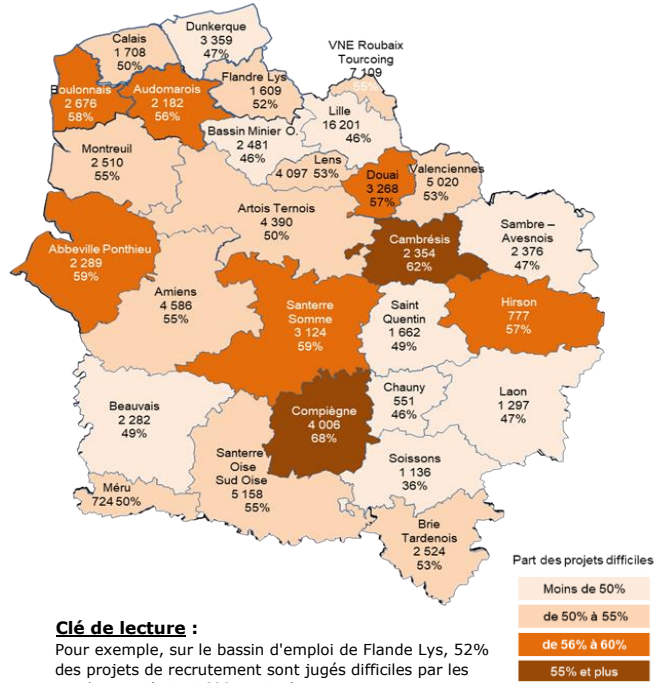 Dunkerque
3 359
47%
Calais
1 708
50%
VNE Roubaix
Tourcoing
7 109
55%
Boulonnais
2 676
58%
Audomarois
2 182
56%
Flandre Lys
1 609
52%
Lille
16 201
46%
Bassin Minier O.
2 481
46%
Montreuil
2 510
55%
Lens
4 097 53%
Douai
3 268
57%
Valenciennes
5 020
53%
Artois Ternois
4 390
50%
Cambrésis
2 354
62%
Sambre –
Avesnois
2 376
47%
Abbeville Ponthieu
2 289
59%
Amiens
4 586
55%
Santerre
Somme
3 124
59%
Saint
Quentin
1 662
49%
Hirson
777
57%
Beauvais
2 282
49%
Compiègne
4 006
68%
Chauny
551
46%
Laon
1 297
47%
Santerre
Oise
Sud Oise
5 158
55%
Soissons
1 136
36%
Méru
724 50%
Brie
Tardenois
2 524
53%
Part des projets difficiles
Moins de 50%
de 50% à 55%
de 56% à 60%
55% et plus
Clé de lecture :
Pour exemple, sur le bassin d'emploi de Flande Lys, 52%
des projets de recrutement sont jugés difficiles par les